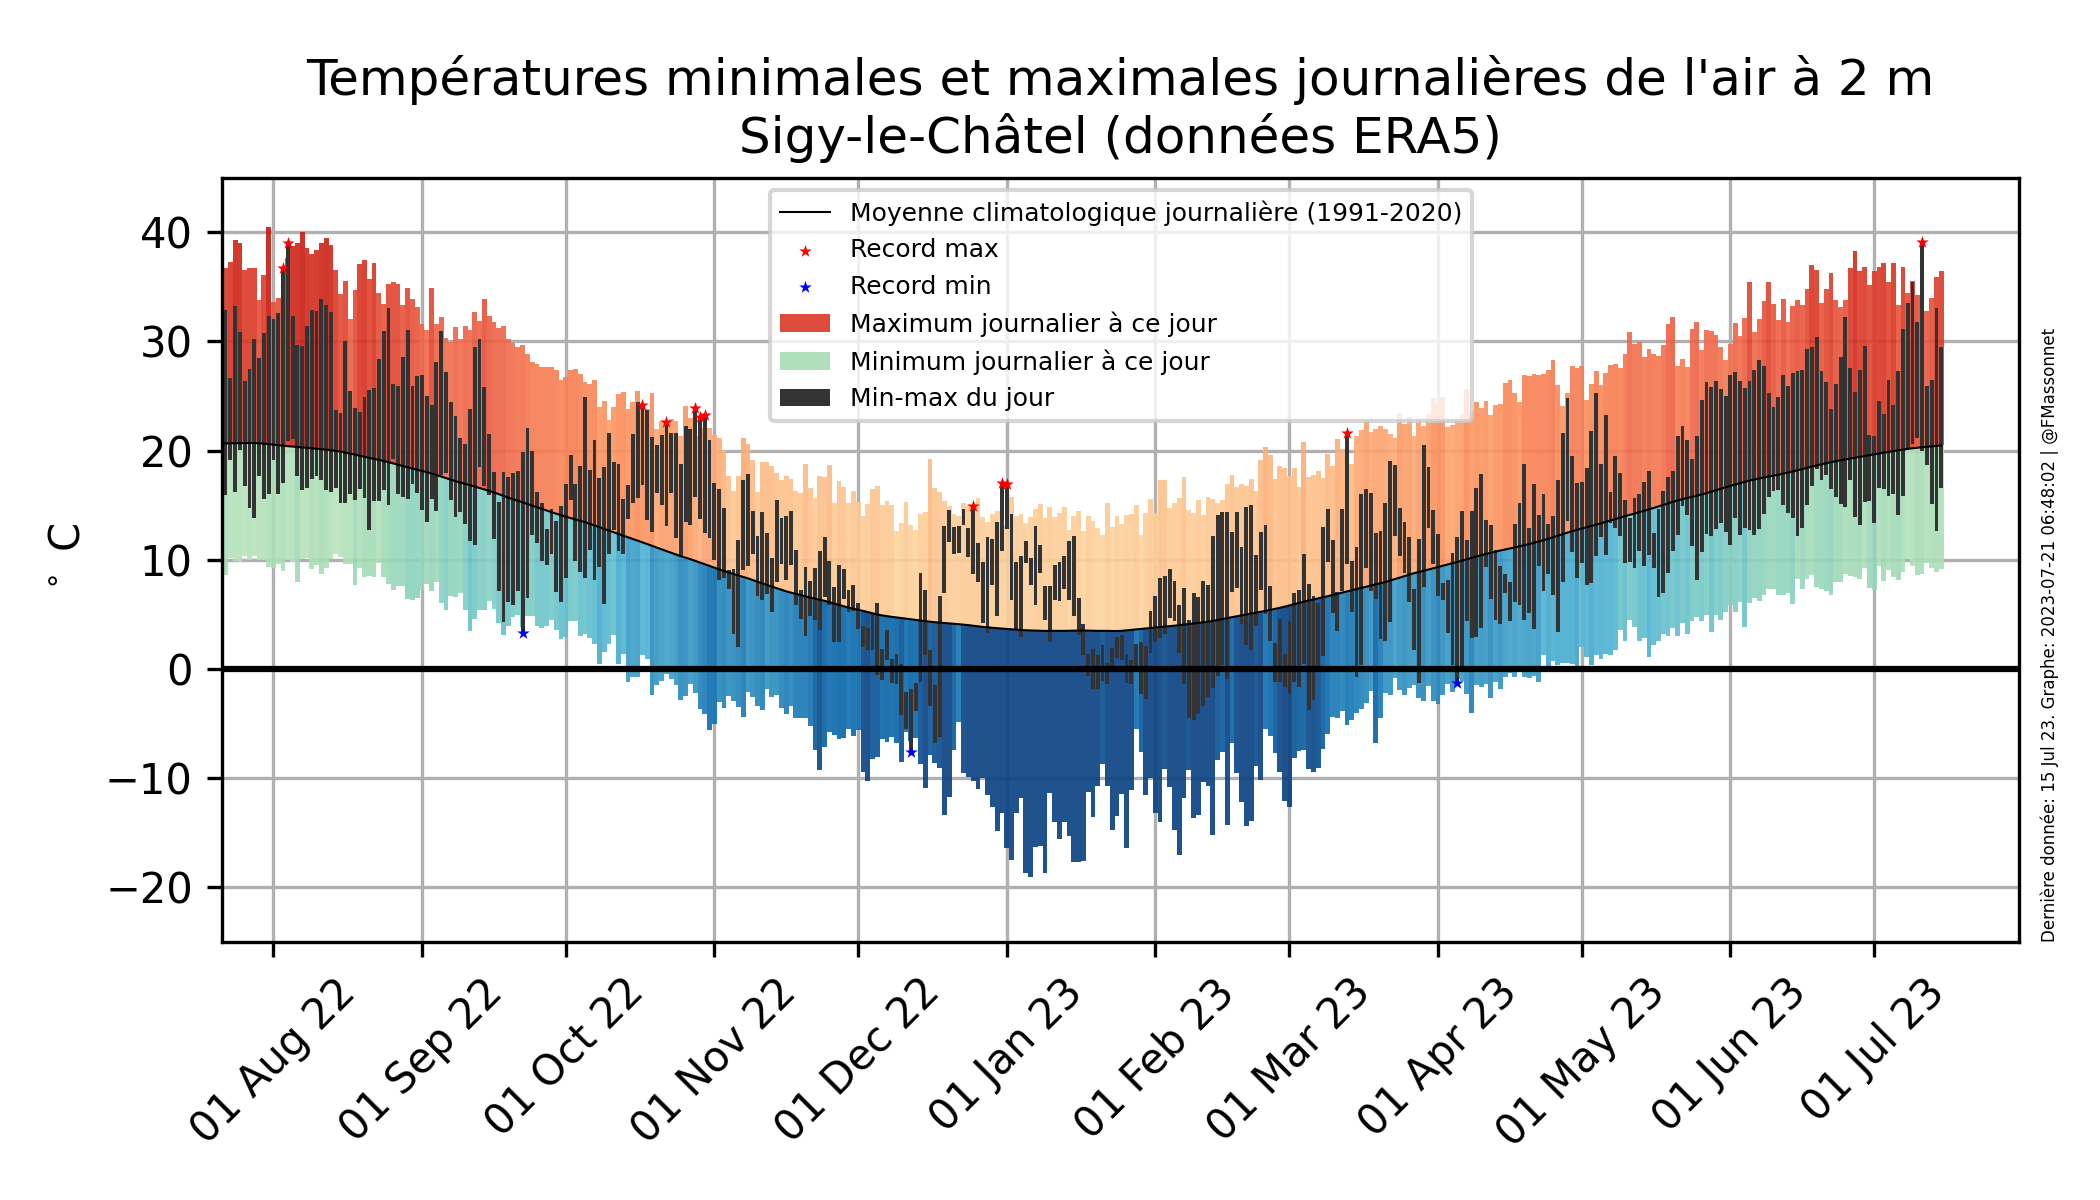 Températures minimales et maximales journalières de l'air à 2 m
Sigy-le-Châtel (données ERA5)
Moyenne climatologique journalière (1991-2020)
Record max
Record min
Maximum journalier à ce jour
Minimum journalier à ce jour
Min-max du jour
40
30
20
10
0
−10
−20
° C
01 Aug 22
01 Sep 22
01 Oct 22
01 Nov 22
01 Dec 22
01 Jan 23
01 Feb 23
01 Mar 23
01 Apr 23
01 May 23
01 Jun 23
01 Jul 23
Dernière donnée: 15 Jul 23. Graphe: 2023-07-21 06:48:02 | @FMassonnet